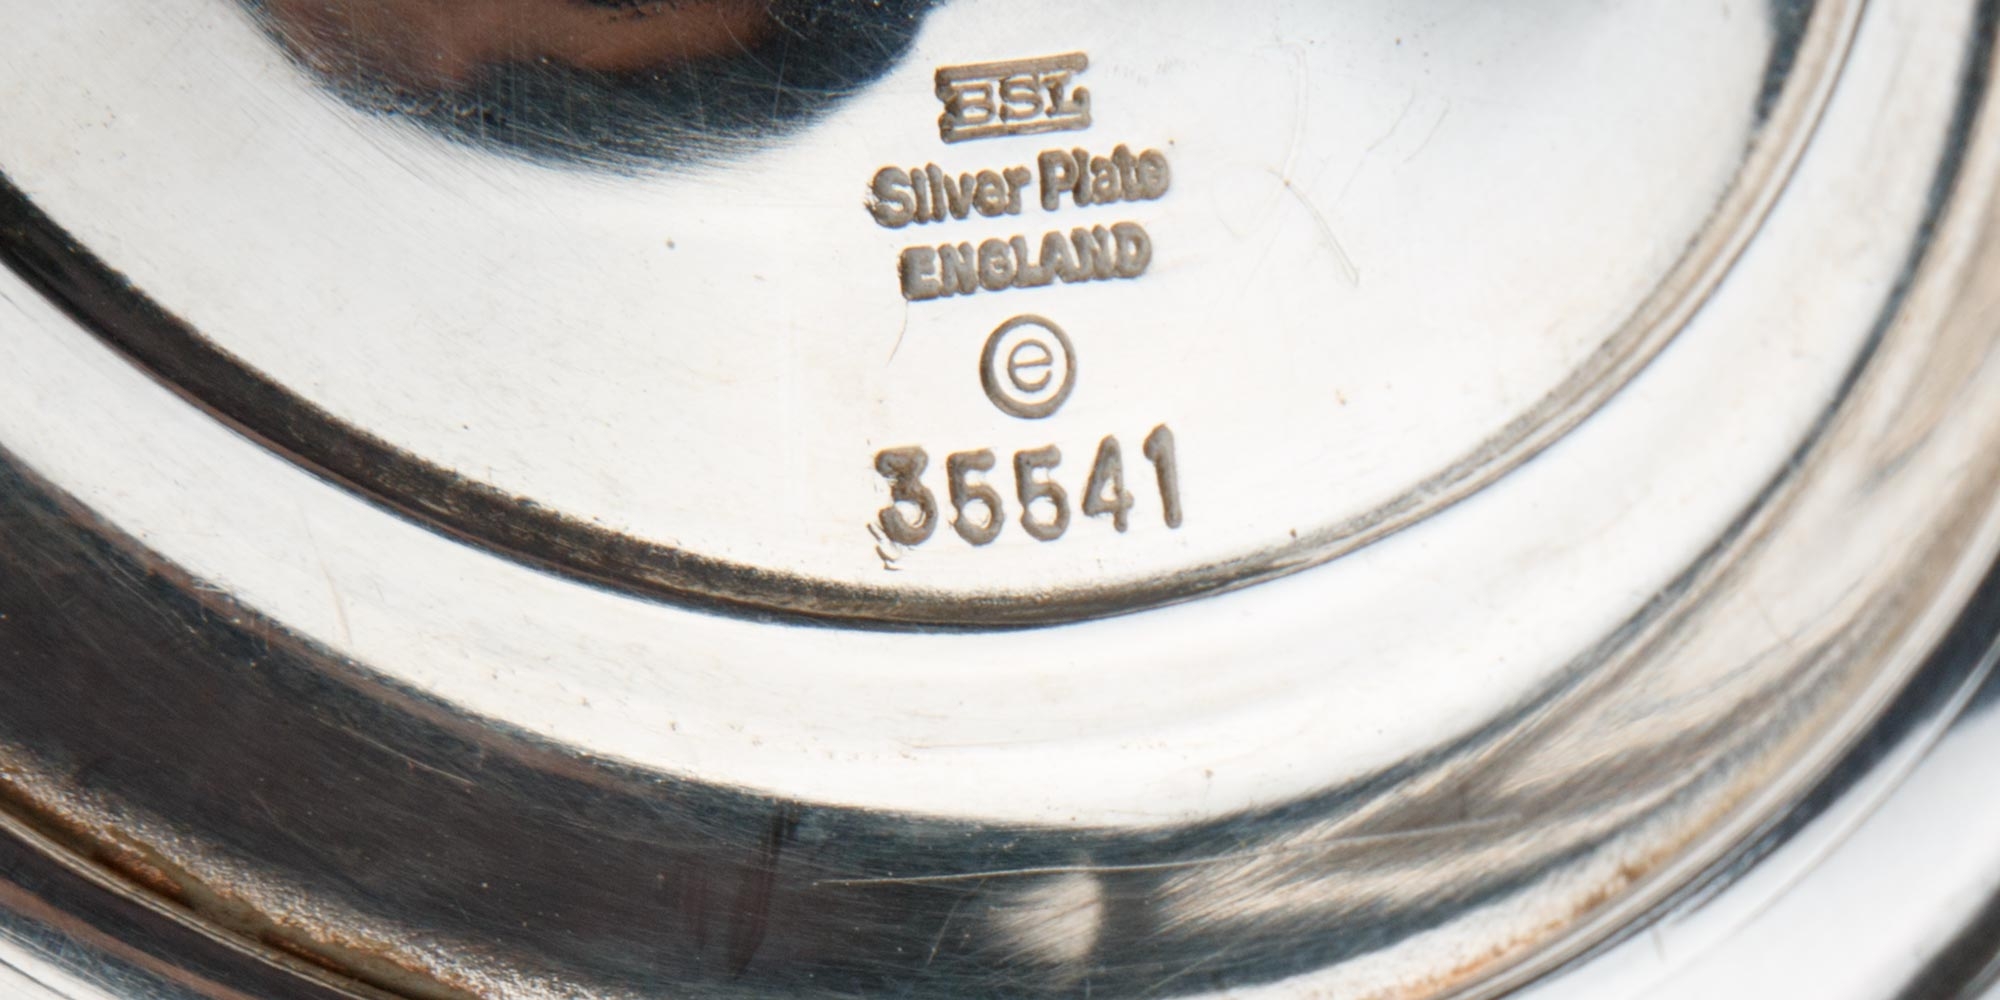 BSL
Silver Plate
ENGLAND
e
35541